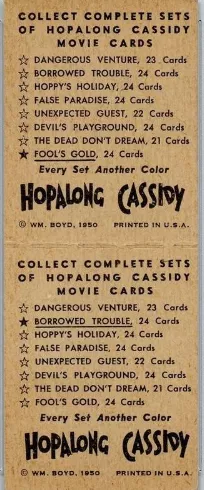 COLLECT COMPLETE SETS
OF HOPALONG CASSIDY
MOVIE CARDS
☆ DANGEROUS VENTURE, 23 Cards
☆ BORROWED TROUBLE, 24 Cards
☆ HOPPY'S HOLIDAY, 24 Cards
☆ FALSE PARADISE, 24 Cards
☆ UNEXPECTED GUEST, 22 Cards
☆ DEVIL'S PLAYGROUND, 24 Cards
☆ THE DEAD DON'T DREAM, 21 Cards
★ FOOL'S GOLD, 24 Cards
Every Set Another Color
HOPALONG CASSIDY
© WM. BOYD, 1950 PRINTED IN U.S.A.
COLLECT COMPLETE SETS
OF HOPALONG CASSIDY
MOVIE CARDS
☆ DANGEROUS VENTURE, 23 Cards
★ BORROWED TROUBLE, 24 Cards
☆ HOPPY'S HOLIDAY, 24 Cards
☆ FALSE PARADISE, 24 Cards
☆ UNEXPECTED GUEST, 22 Cards
☆ DEVIL'S PLAYGROUND, 24 Cards
☆ THE DEAD DON'T DREAM, 21 Cards
☆ FOOL'S GOLD, 24 Cards
Every Set Another Color
HOPALONG CASSIDY
© WM. BOYD, 1950 PRINTED IN U.S.A.